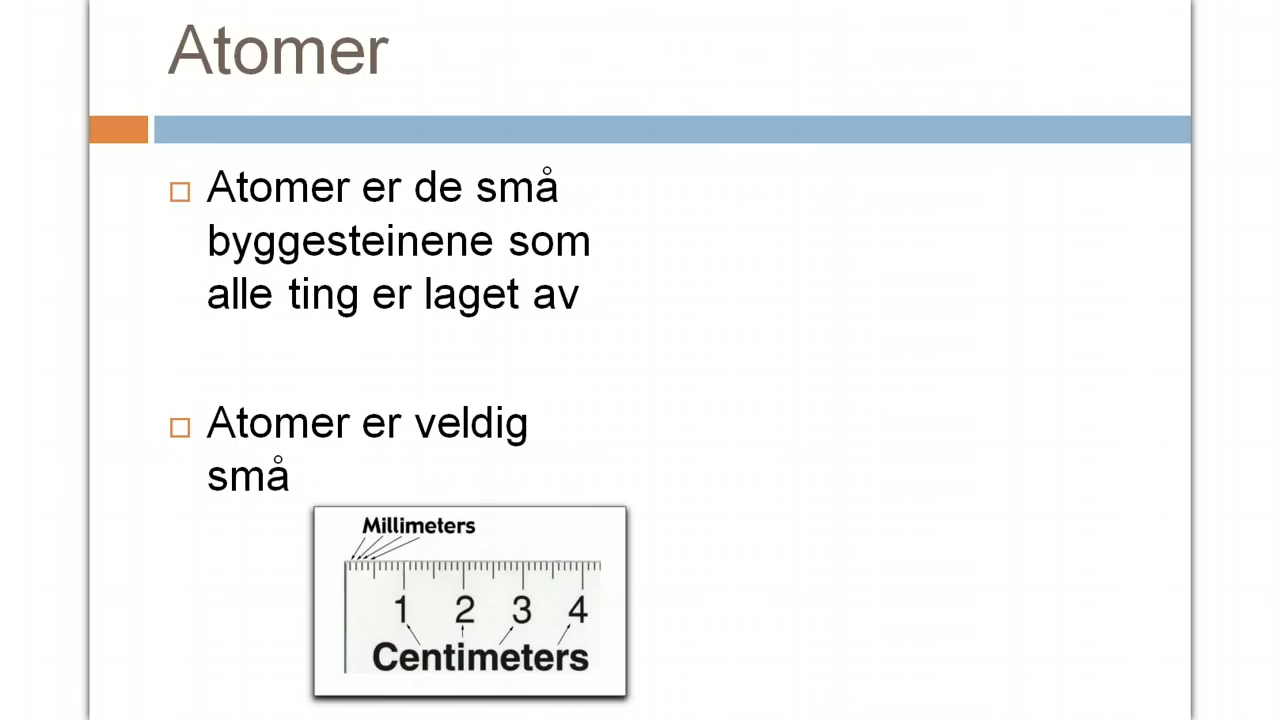 Atomer
Atomer er de små
byggesteinene som
alle ting er laget av
Atomer er veldig
små
Millimeters
1 2 3 4
Centimeters